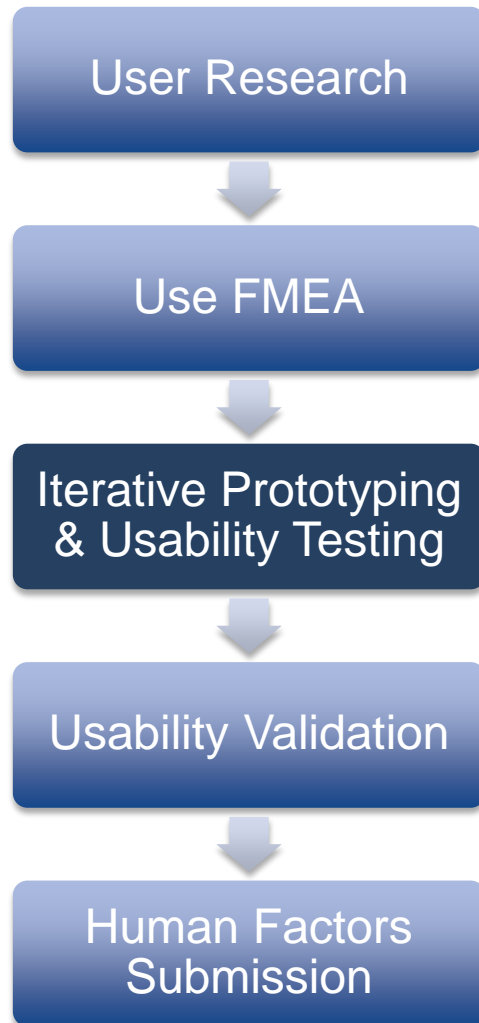 User Research
Use FMEA
Iterative Prototyping
& Usability Testing
Usability Validation
Human Factors
Submission